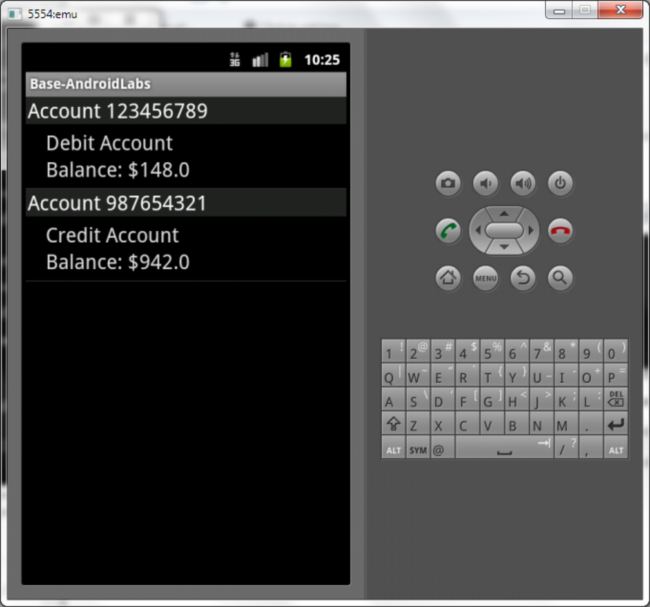 5554:emu
3G
10:25
Base-AndroidLabs
Account 123456789
Debit Account
Balance: $148.0
Account 987654321
Credit Account
Balance: $942.0
MENU
1 ! 2 @ 3 # 4 $ 5 % 6 ^ 7 & 8 * 9 ( 0 )
Q | W ~ E " R ` T { Y } U _ I - O + P =
A S \ D ' F [ G ] H < J > K ; L : DEL
Z X C V B N M .
ALT SYM @ / ? , ALT